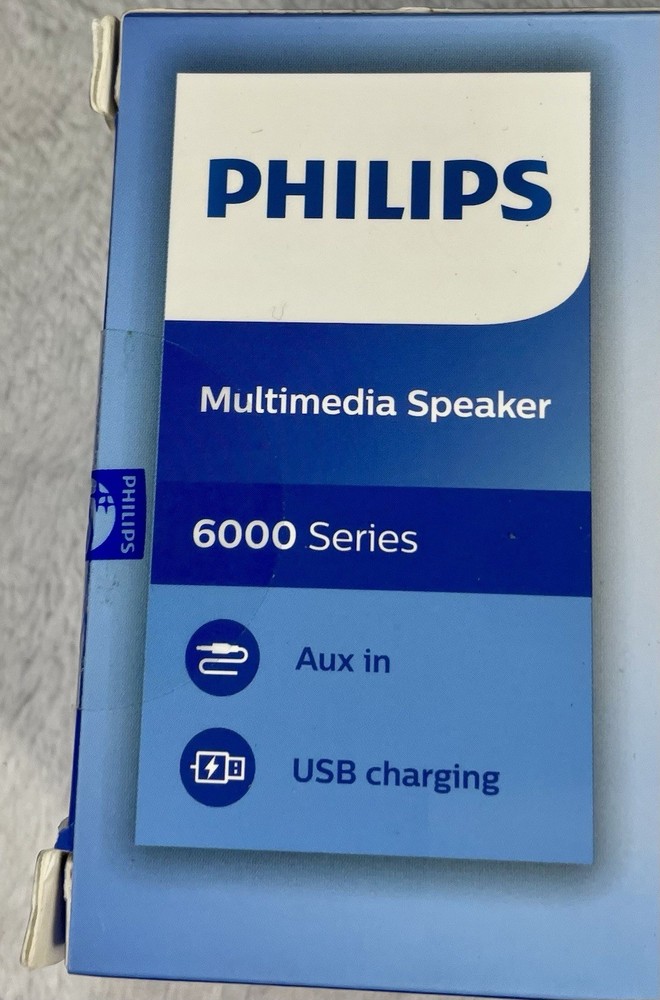 PHILIPS
Multimedia Speaker
6000 Series
PHILIPS
Aux in
USB charging